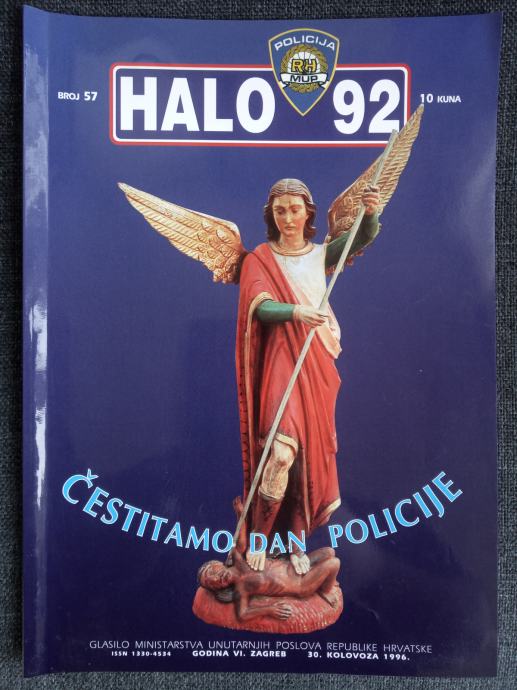 POLICIJA
RH
MUP
BROJ 57
HALO 92
10 KUNA
ČESTITAMO DAN POLICIJE
GLASILO MINISTARSTVA UNUTARNJIH POSLOVA REPUBLIKE HRVATSKE
ISSN 1330-4534 GODINA VI. ZAGREB 30. KOLOVOZA 1996.